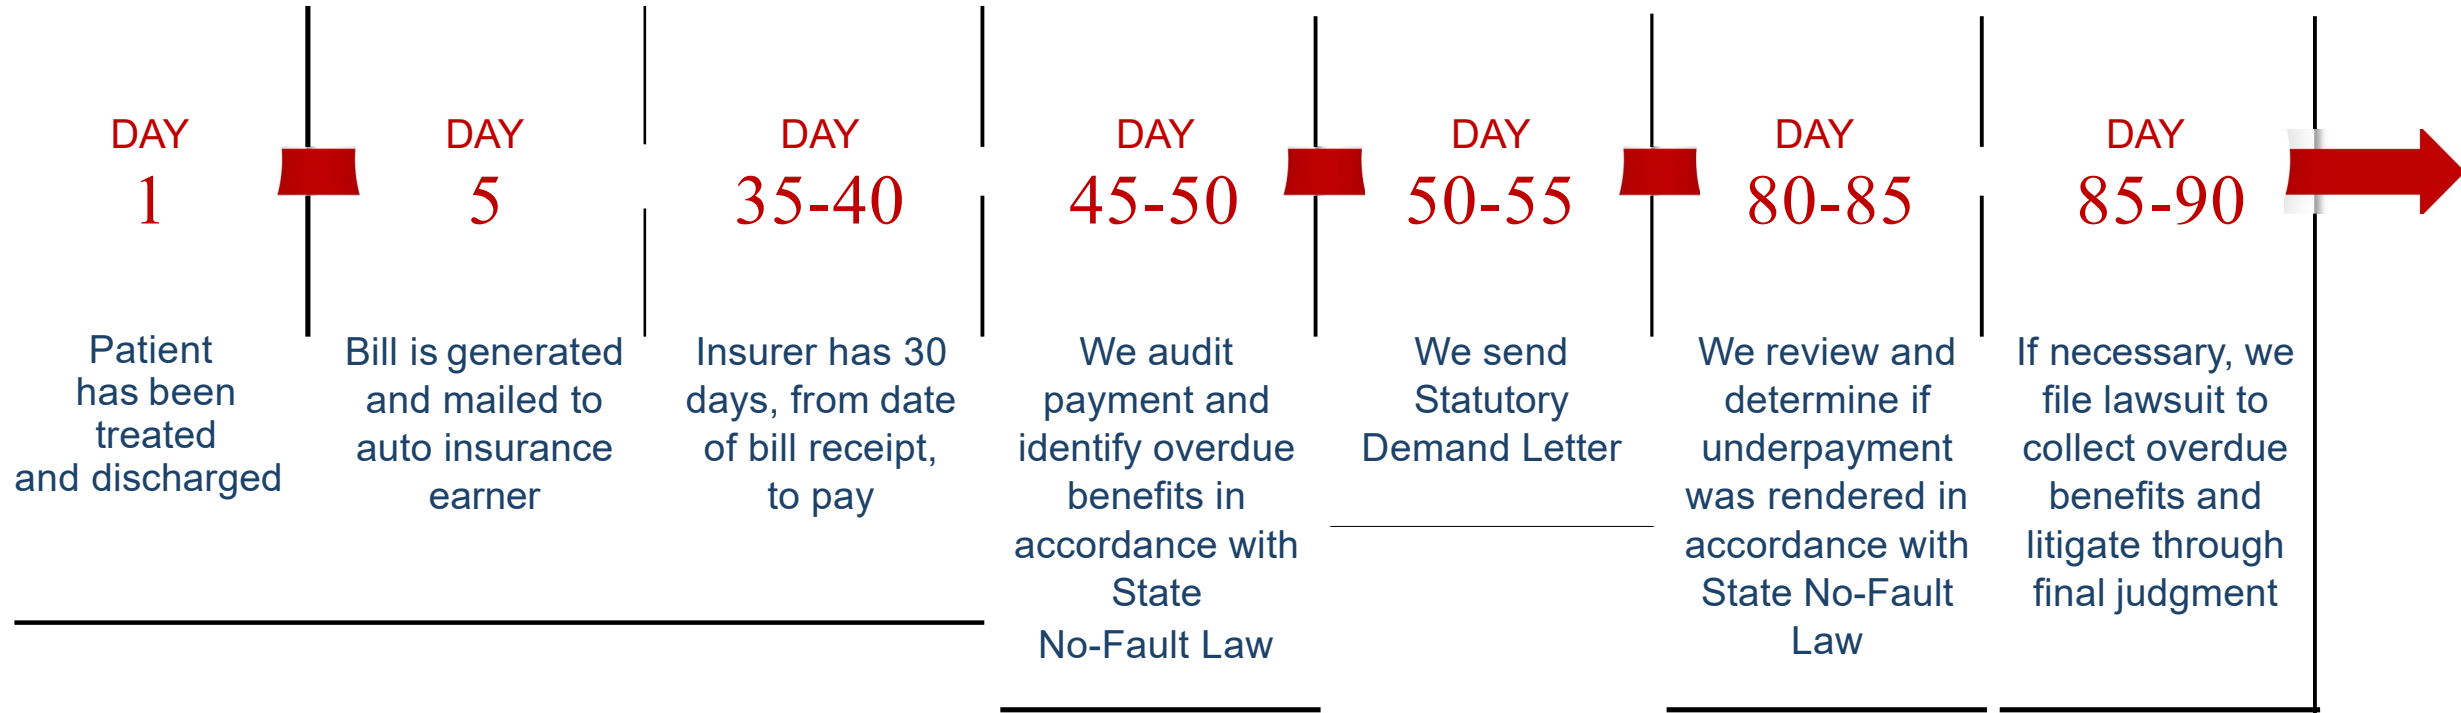 DAY
1
Patient
has been
treated
and discharged
DAY
5
Bill is generated
and mailed to
auto insurance
earner
DAY
35-40
Insurer has 30
days, from date
of bill receipt,
to pay
DAY
45-50
We audit
payment and
identify overdue
benefits in
accordance with
State
No-Fault Law
DAY
50-55
We send
Statutory
Demand Letter
DAY
80-85
We review and
determine if
underpayment
was rendered in
accordance with
State No-Fault
Law
DAY
85-90
If necessary, we
file lawsuit to
collect overdue
benefits and
litigate through
final judgment